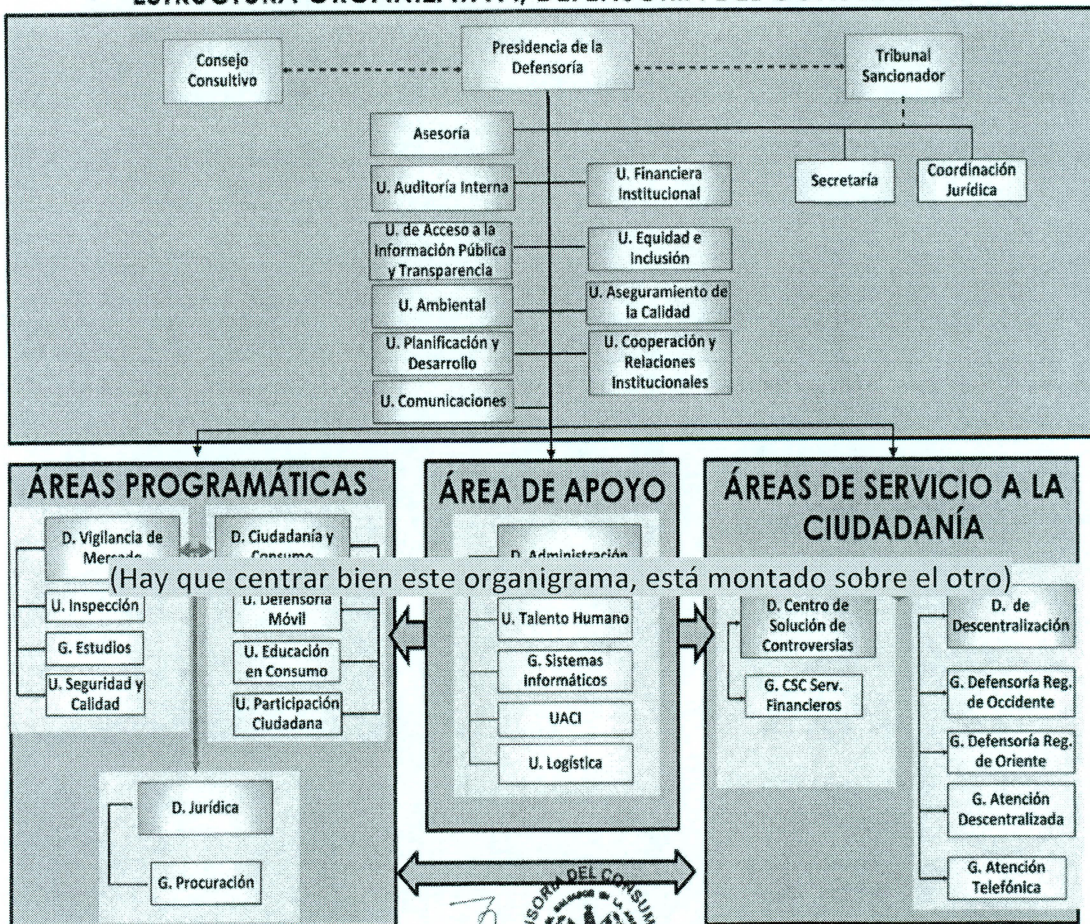 Presidencia de la
Defensoría
Consejo
Consultivo
Tribunal
Sancionador
Asesoría
Secretaría
Coordinación
Jurídica
U. Auditoría Interna
U. Financiera
Institucional
U. de Acceso a la
Información Pública
y Transparencia
U. Equidad e
Inclusión
U. Ambiental
U. Aseguramiento de
la Calidad
U. Planificación y
Desarrollo
U. Cooperación y
Relaciones
Institucionales
U. Comunicaciones
ÁREAS PROGRAMÁTICAS
D. Vigilancia de
Mercado
D. Ciudadanía y
Consumo
U. Inspección
G. Estudios
U. Seguridad y
Calidad
U. Defensoría
Móvil
U. Educación
en Consumo
U. Participación
Ciudadana
D. Jurídica
G. Procuración
ÁREA DE APOYO
D. Administración
(Hay que centrar bien este organigrama, está montado sobre el otro)
U. Talento Humano
G. Sistemas
Informáticos
UACI
U. Logística
ÁREAS DE SERVICIO A LA
CIUDADANÍA
D. Centro de
Solución de
Controversias
G. CSC Serv.
Financieros
D. de
Descentralización
G. Defensoría Reg.
de Occidente
G. Defensoría Reg.
de Oriente
G. Atención
Descentralizada
G. Atención
Telefónica